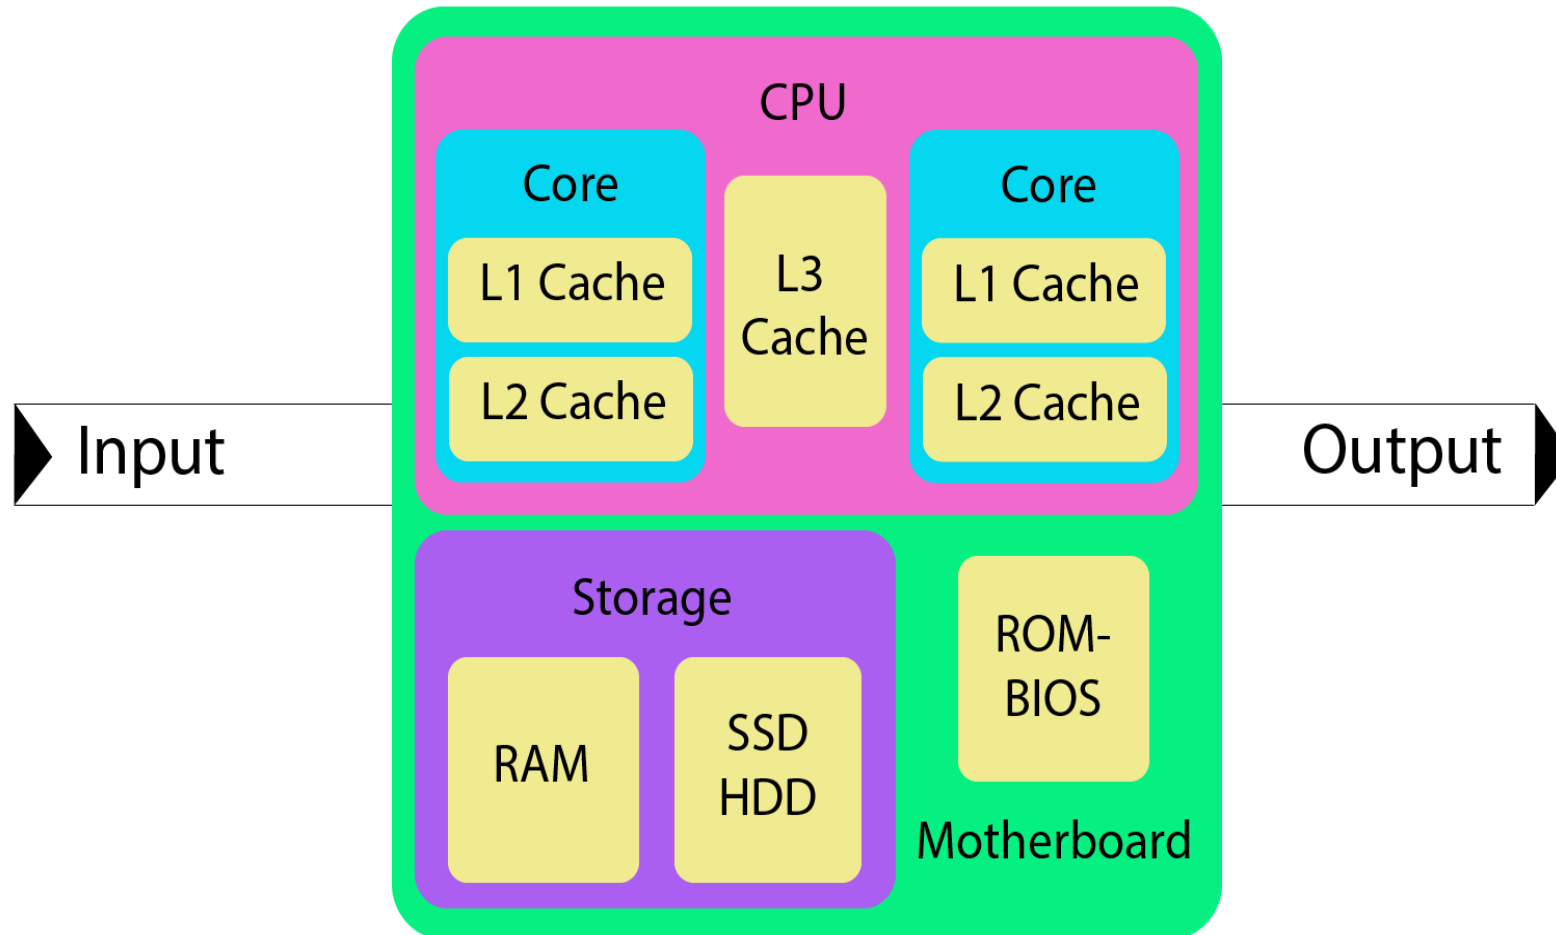 CPU
Core
L1 Cache
L2 Cache
L3
Cache
Core
L1 Cache
L2 Cache
Input
Output
Storage
RAM
SSD
HDD
ROM-
BIOS
Motherboard